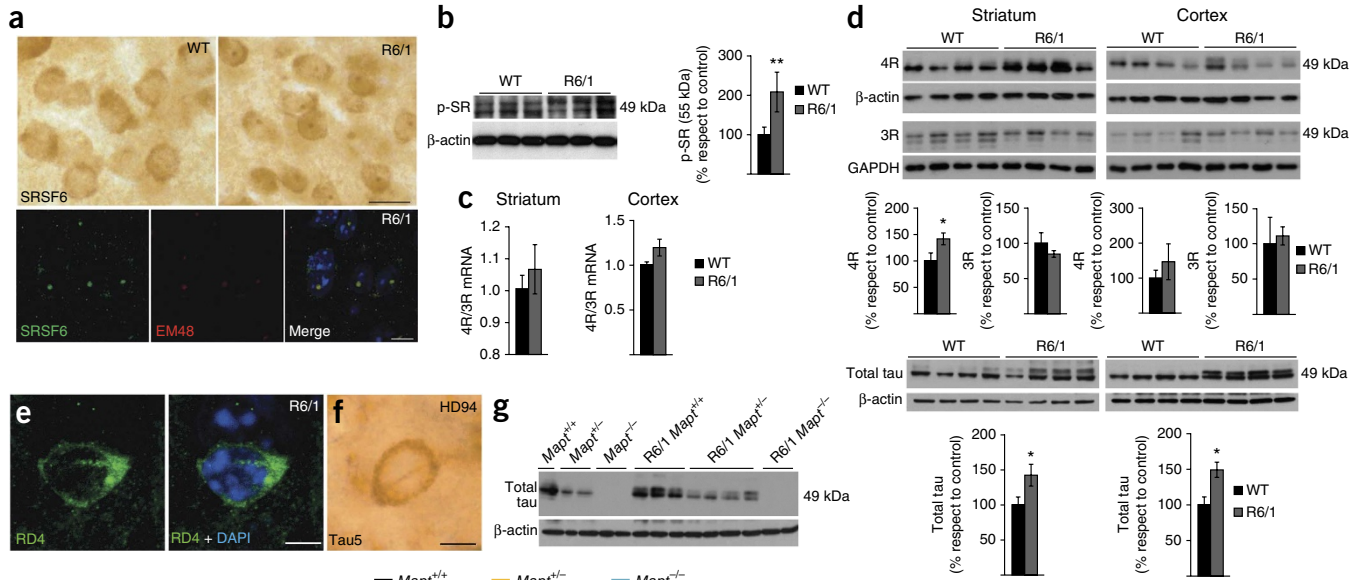 a
WT
R6/1
SRSF6
R6/1
SRSF6
EM48
Merge
b
WT
R6/1
p-SR
49 kDa
β-actin
p-SR (55 kDa)
(% respect to control)
300
200
100
**
WT
R6/1
c
Striatum
Cortex
4R/3R mRNA
1.2
1.1
1.0
0.9
0.8
4R/3R mRNA
1.5
1.0
0.5
WT
R6/1
d
Striatum
Cortex
WT
R6/1
WT
R6/1
4R
49 kDa
β-actin
3R
49 kDa
GAPDH
4R
(% respect to control)
200
150
100
50
*
3R
(% respect to control)
150
100
50
4R
(% respect to control)
300
200
100
3R
(% respect to control)
150
100
50
WT
R6/1
WT
R6/1
WT
R6/1
Total tau
49 kDa
β-actin
Total tau
(% respect to control)
200
150
100
50
*
Total tau
(% respect to control)
200
150
100
50
*
WT
R6/1
e
R6/1
RD4
RD4 + DAPI
f
HD94
Tau5
g
Mapt+/+
Mapt+/−
Mapt−/−
R6/1 Mapt+/+
R6/1 Mapt+/−
R6/1 Mapt−/−
Total
tau
49 kDa
β-actin
Mapt+/+
Mapt+/−
Mapt−/−